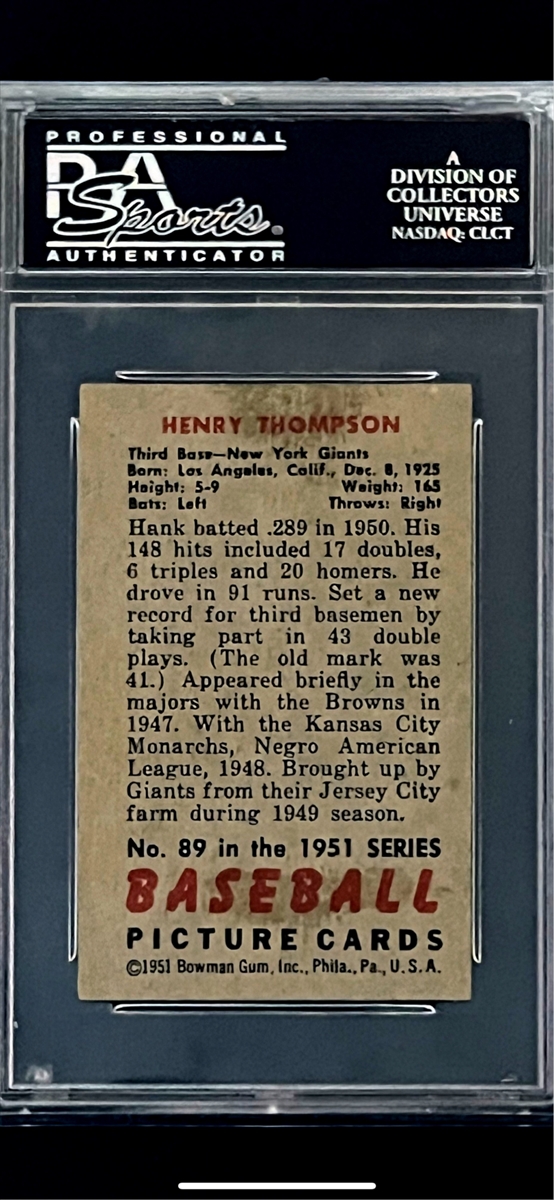 PROFESSIONAL
PSA
Sports.
AUTHENTICATOR
A
DIVISION OF
COLLECTORS
UNIVERSE
NASDAQ: CLCT
HENRY THOMPSON
Third Base—New York Giants
Born: Los Angeles, Calif., Dec. 8, 1925
Height: 5-9 Weight: 165
Bats: Left Throws: Right
Hank batted .289 in 1950. His
148 hits included 17 doubles,
6 triples and 20 homers. He
drove in 91 runs. Set a new
record for third basemen by
taking part in 43 double
plays. (The old mark was
41.) Appeared briefly in the
majors with the Browns in
1947. With the Kansas City
Monarchs, Negro American
League, 1948. Brought up by
Giants from their Jersey City
farm during 1949 season.
No. 89 in the 1951 SERIES
BASEBALL
PICTURE CARDS
©1951 Bowman Gum, Inc., Phila., Pa., U.S.A.